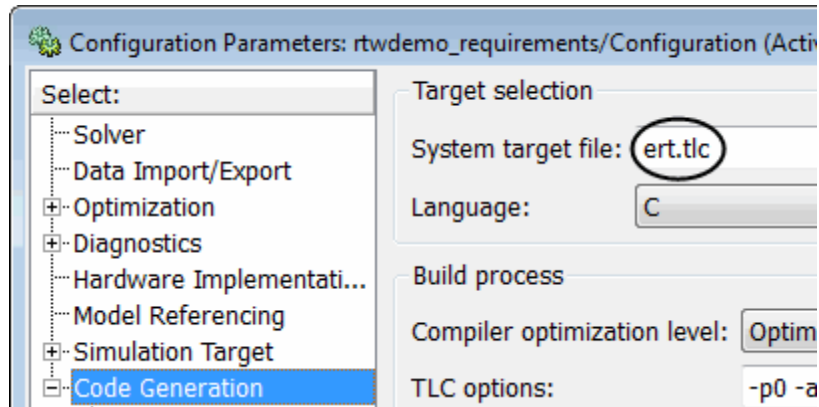 Configuration Parameters: rtwdemo_requirements/Configuration (Activ
Select:
Solver
Data Import/Export
Optimization
Diagnostics
Hardware Implementati...
Model Referencing
Simulation Target
Code Generation
Target selection
System target file: ert.tlc
Language: C
Build process
Compiler optimization level: Optim
TLC options: -p0 -a